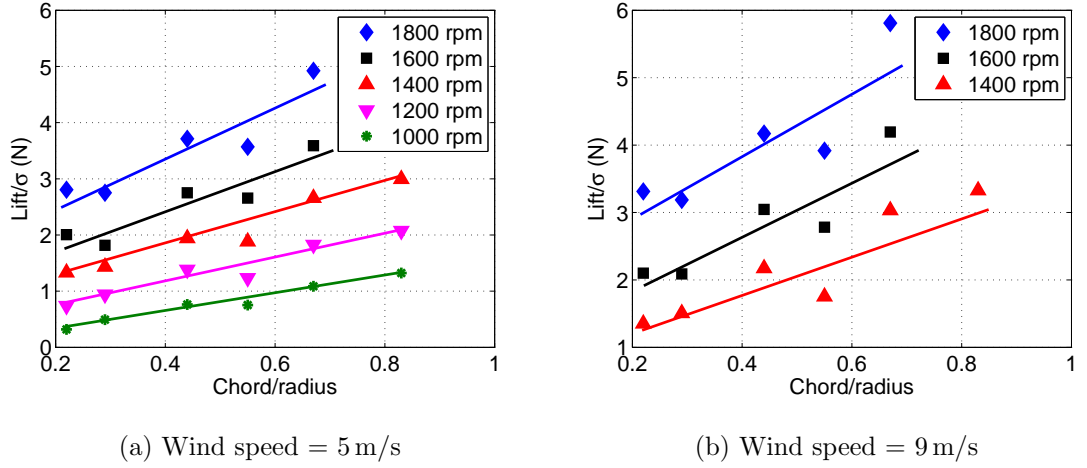 6
5
4
3
2
1
0
Lift/σ (N)
0.2 0.4 0.6 0.8 1
Chord/radius
1800 rpm
1600 rpm
1400 rpm
1200 rpm
1000 rpm
(a) Wind speed = 5 m/s
6
5
4
3
2
1
Lift/σ (N)
0.2 0.4 0.6 0.8 1
Chord/radius
1800 rpm
1600 rpm
1400 rpm
(b) Wind speed = 9 m/s